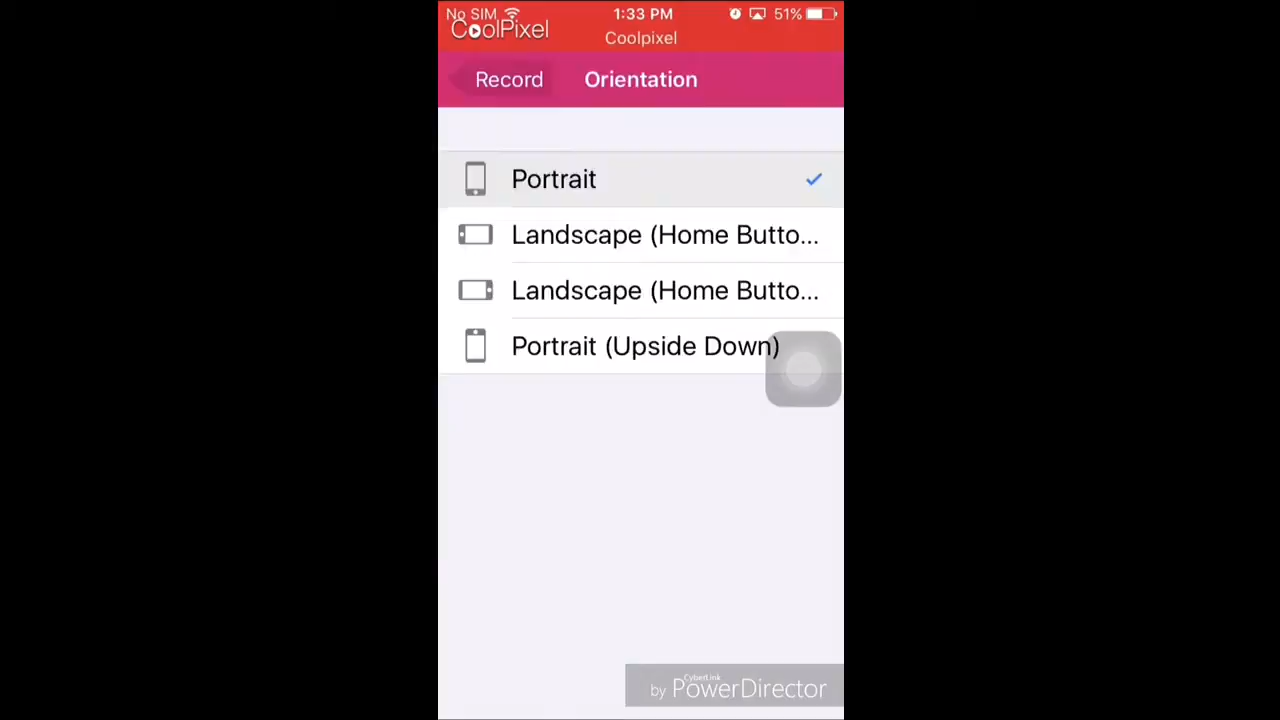 No SIM 1:33 PM 51%
CoolPixel
Coolpixel
Record Orientation
Portrait
Landscape (Home Butto...
Landscape (Home Butto...
Portrait (Upside Down)
CyberLink
by PowerDirector